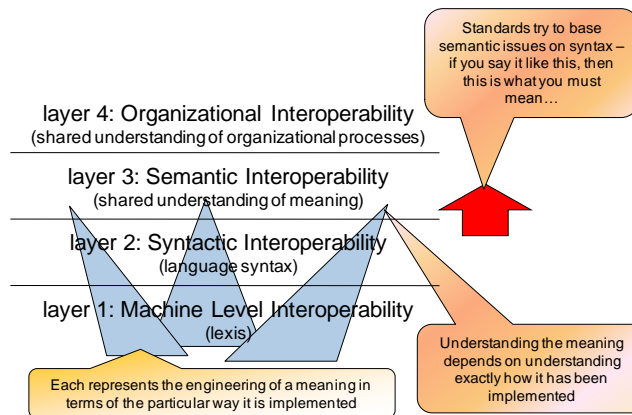 Standards try to base
semantic issues on syntax –
if you say it like this, then
this is what you must
mean…
layer 4: Organizational Interoperability
(shared understanding of organizational processes)
layer 3: Semantic Interoperability
(shared understanding of meaning)
layer 2: Syntactic Interoperability
(language syntax)
layer 1: Machine Level Interoperability
(lexis)
Each represents the engineering of a meaning in
terms of the particular way it is implemented
Understanding the meaning
depends on understanding
exactly how it has been
implemented